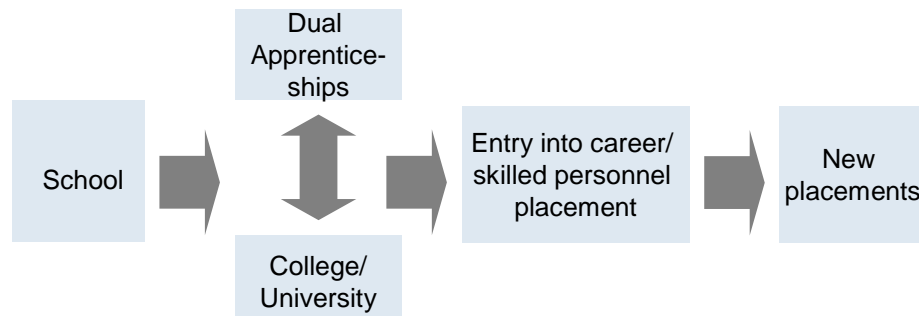 School
Dual
Apprentice-
ships
College/
University
Entry into career/
skilled personnel
placement
New
placements